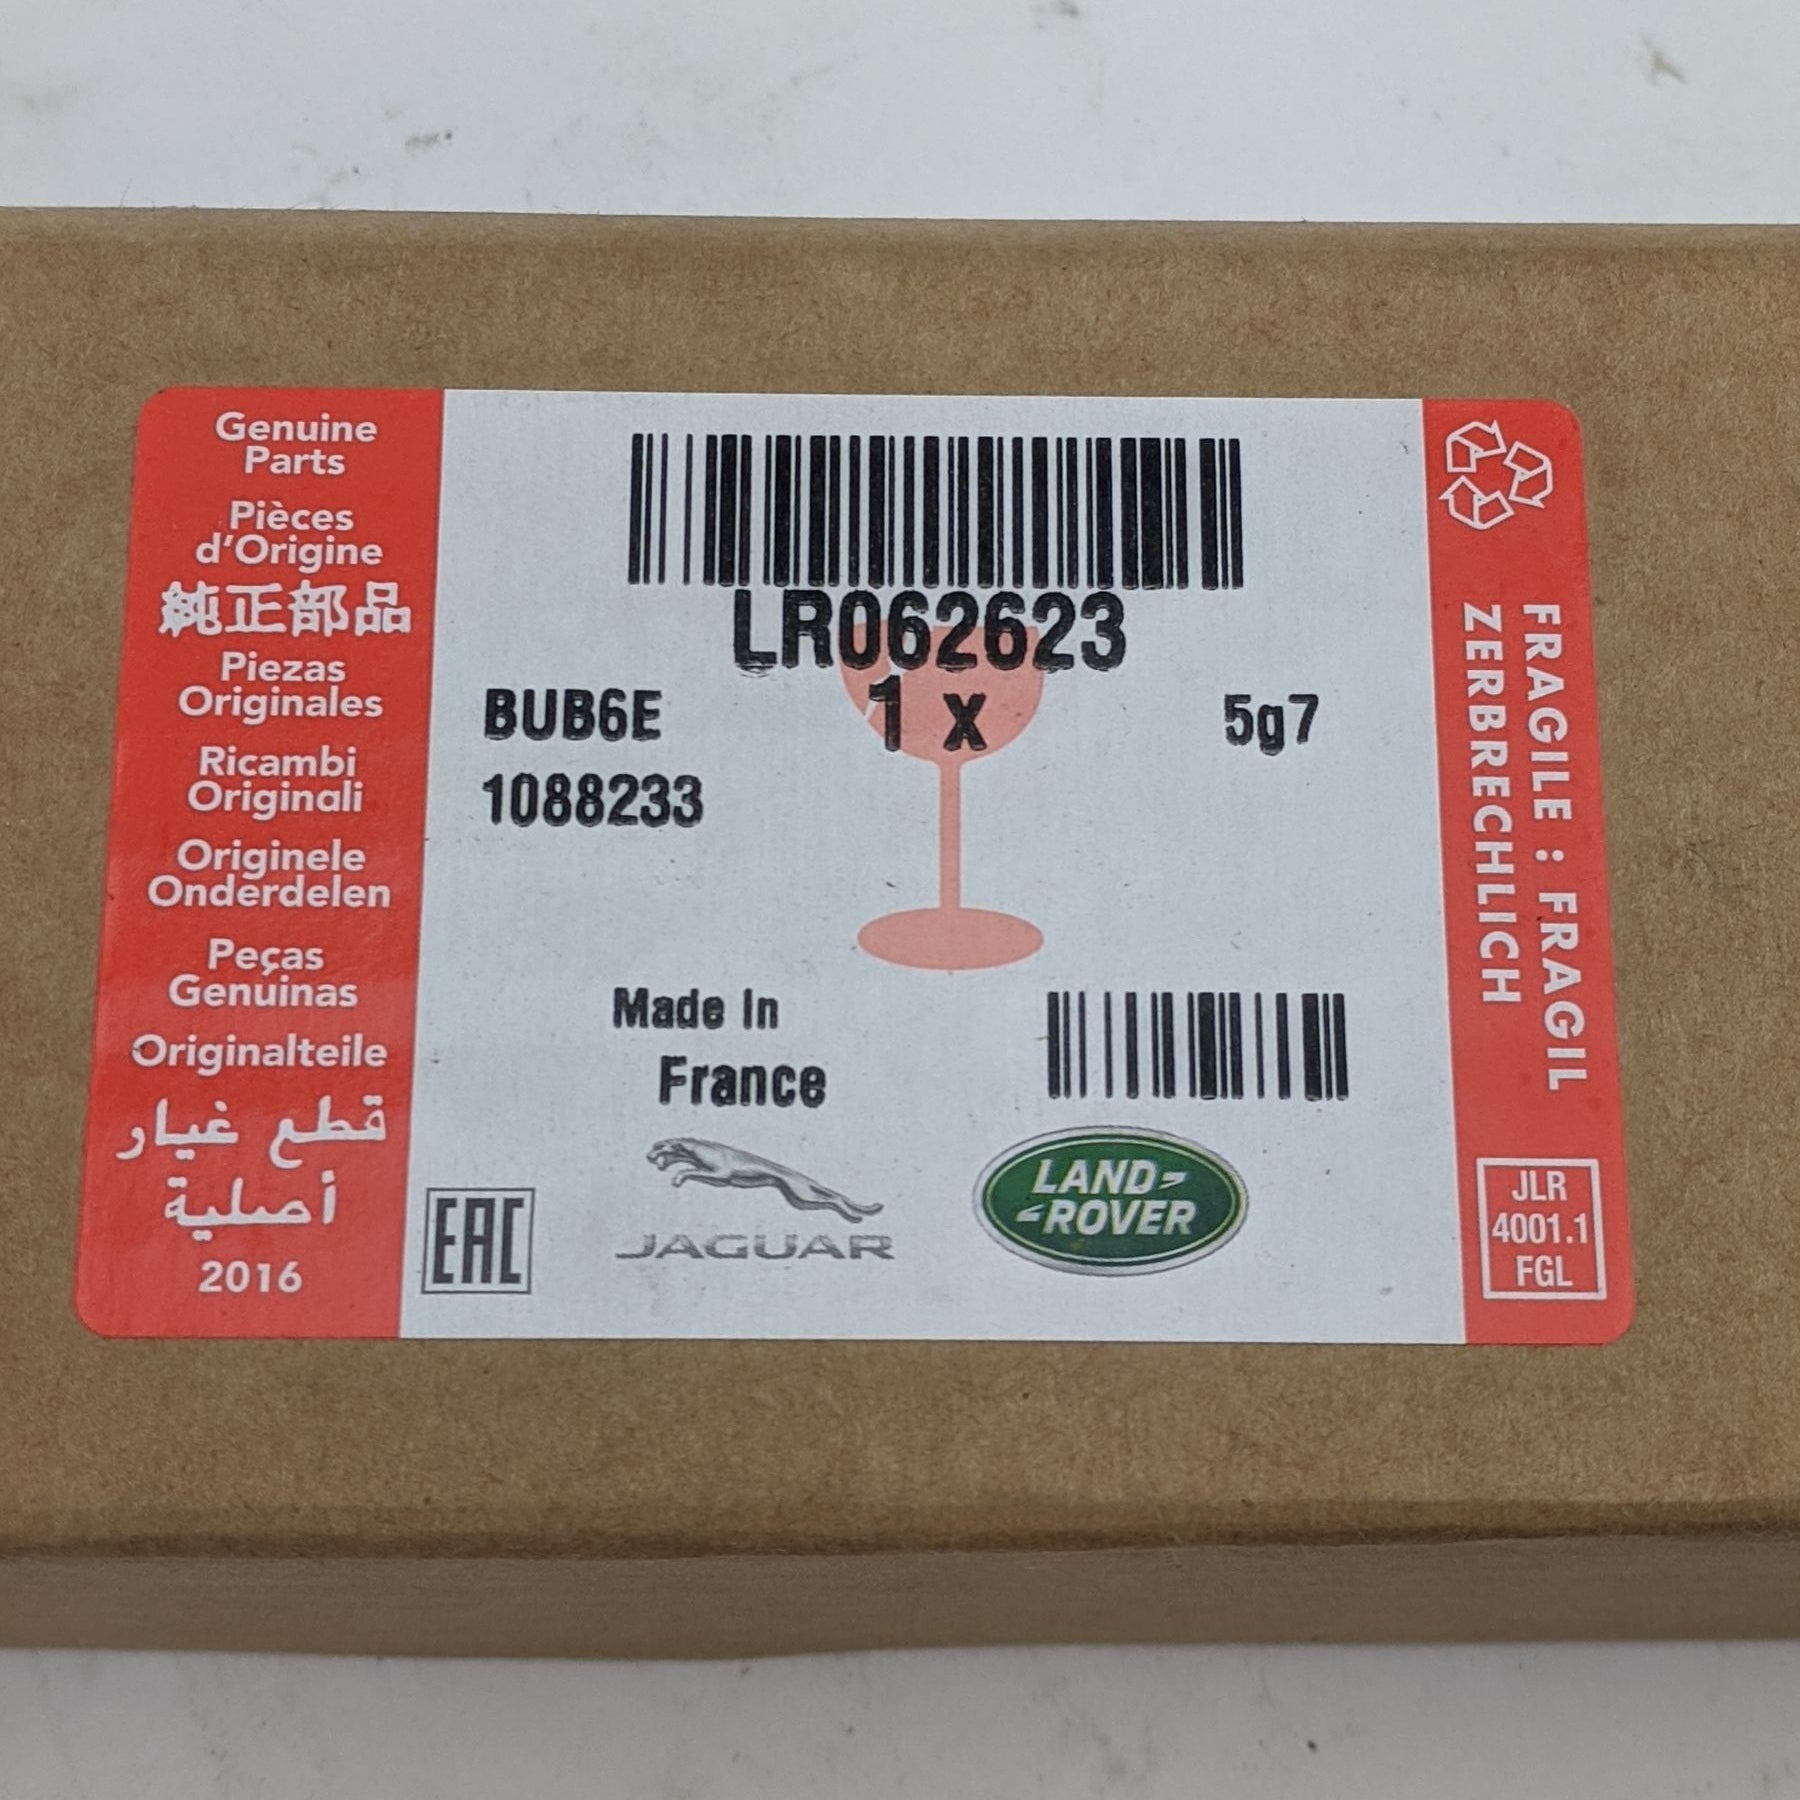 Genuine
Parts
Pièces
d'Origine
純正部品
Piezas
Originales
Ricambi
Originali
Originele
Onderdelen
Peças
Genuinas
Originalteile
قطع غيار
أصلية
2016
LR062623
BUB6E 1 x 5g7
1088233
Made In
France
EAC
JAGUAR
LAND-
-ROVER
FRAGILE : FRAGIL
ZERBRECHLICH
JLR
4001.1
FGL